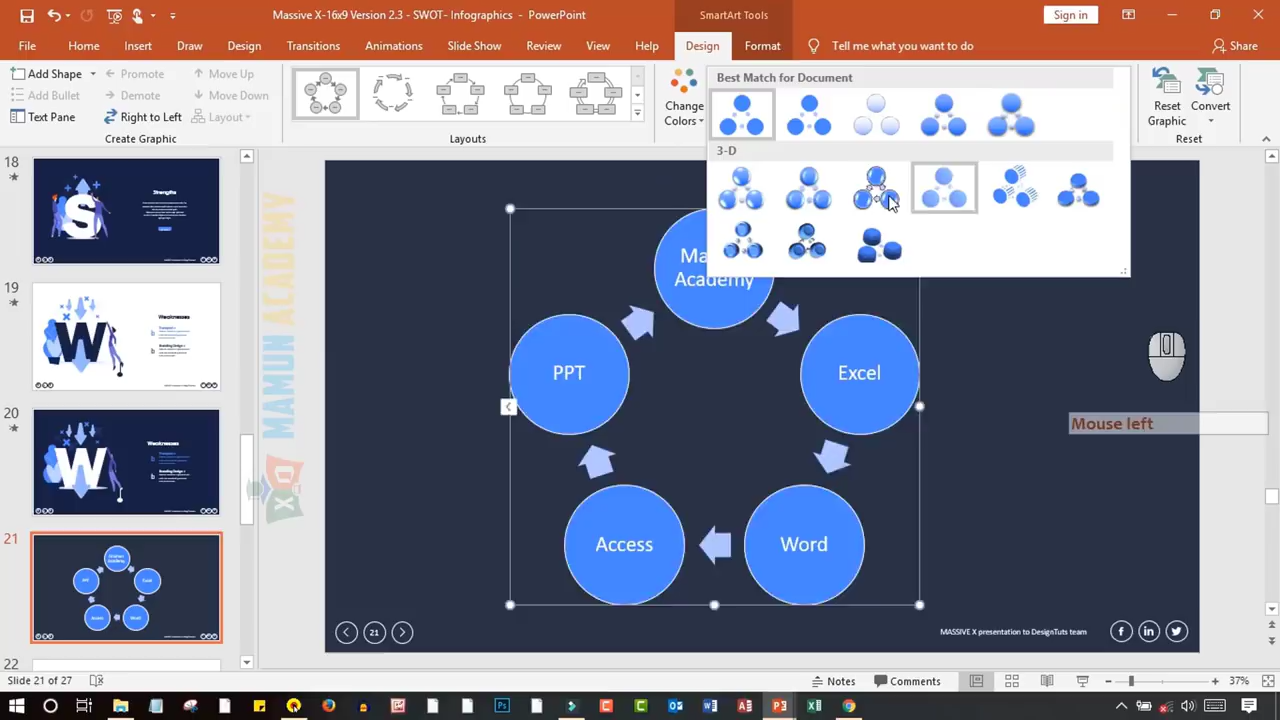 Massive X-16x9 Version 2.3 - SWOT- Infographics - PowerPoint
SmartArt Tools
Sign in
File
Home
Insert
Draw
Design
Transitions
Animations
Slide Show
Review
View
Help
Design
Format
Tell me what you want to do
Share
Add Shape
Promote
Move Up
Add Bullet
Demote
Move Down
Text Pane
Right to Left
Layout
Create Graphic
Layouts
Change
Colors
Best Match for Document
3-D
Reset
Graphic
Convert
Reset
18
Strengths
19
Weaknesses
20
Weaknesses
21
22
MAMUN ACADEMY
Academy
PPT
Excel
Access
Word
Mouse left
21
MASSIVE X presentation to DesignTuts team
Slide 21 of 27
Notes
Comments
37%